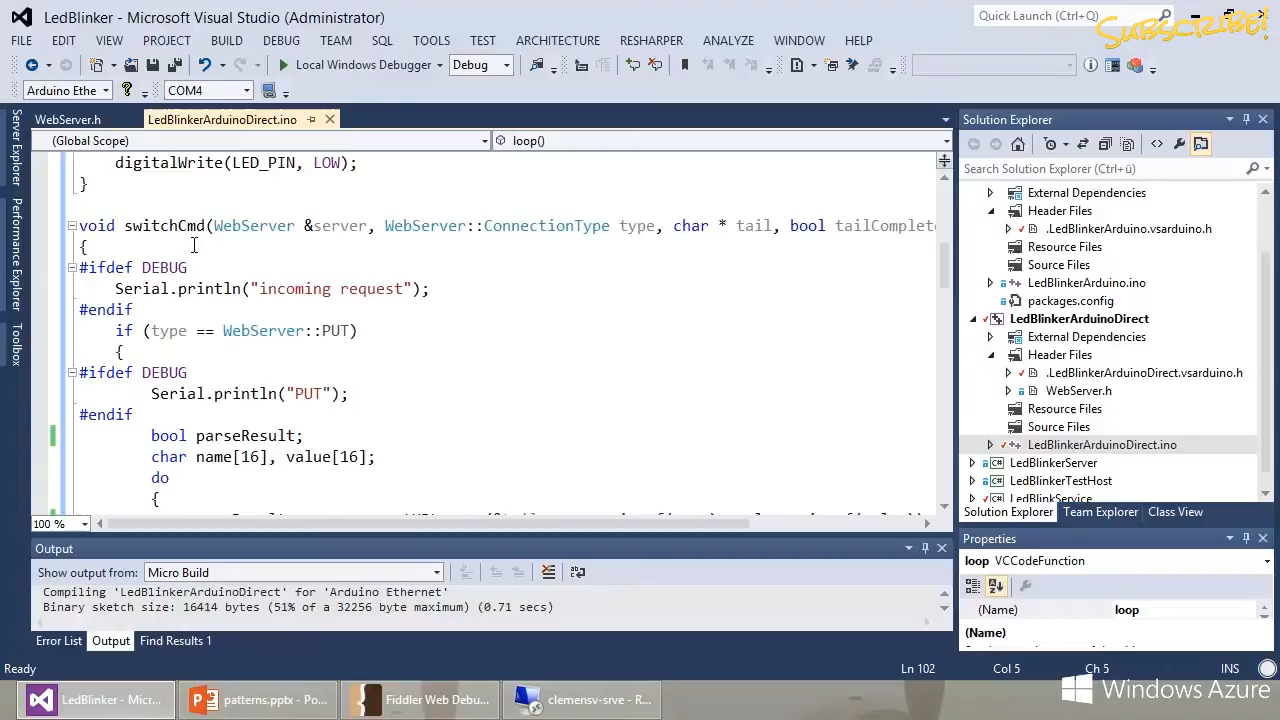 LedBlinker - Microsoft Visual Studio (Administrator)
Quick Launch (Ctrl+Q)
SUBSCRIBE!
FILE EDIT VIEW PROJECT BUILD DEBUG TEAM SQL TOOLS TEST ARCHITECTURE RESHARPER ANALYZE WINDOW HELP
Local Windows Debugger Debug
Arduino Ethe COM4
Server Explorer
Performance Explorer
Toolbox
WebServer.h LedBlinkerArduinoDirect.ino
(Global Scope) loop()
digitalWrite(LED_PIN, LOW);
}
void switchCmd(WebServer &server, WebServer::ConnectionType type, char * tail, bool tailComplete
{
#ifdef DEBUG
Serial.println("incoming request");
#endif
if (type == WebServer::PUT)
{
#ifdef DEBUG
Serial.println("PUT");
#endif
bool parseResult;
char name[16], value[16];
do
{
100 %
Output
Show output from: Micro Build
Compiling 'LedBlinkerArduinoDirect' for 'Arduino Ethernet'
Binary sketch size: 16414 bytes (51% of a 32256 byte maximum) (0.71 secs)
Error List Output Find Results 1
Solution Explorer
Search Solution Explorer (Ctrl+ü)
External Dependencies
Header Files
.LedBlinkerArduino.vsarduino.h
Resource Files
Source Files
LedBlinkerArduino.ino
packages.config
LedBlinkerArduinoDirect
External Dependencies
Header Files
.LedBlinkerArduinoDirect.vsarduino.h
WebServer.h
Resource Files
Source Files
LedBlinkerArduinoDirect.ino
LedBlinkerServer
LedBlinkerTestHost
LedBlinkService
Solution Explorer Team Explorer Class View
Properties
loop VCCodeFunction
(Name) loop
(Name)
Ready Ln 102 Col 5 Ch 5 INS
LedBlinker - Micr... patterns.pptx - Po... Fiddler Web Debu... clemensv-srve - R...
Windows Azure